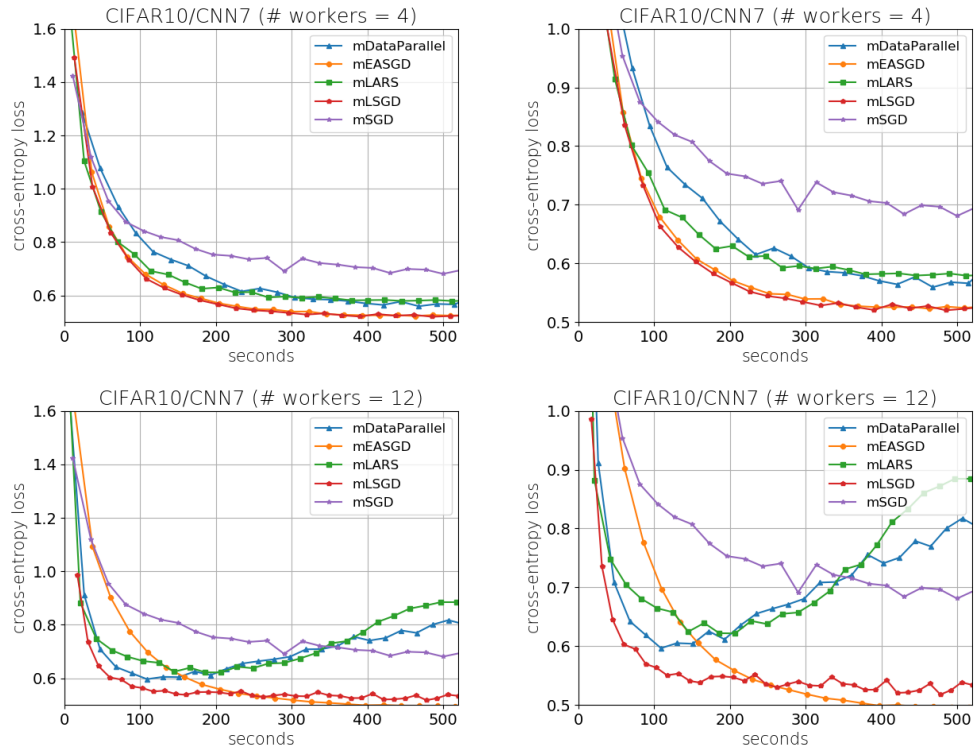 CIFAR10/CNN7 (# workers = 4)
cross-entropy loss
1.6
1.4
1.2
1.0
0.8
0.6
mDataParallel
mEASGD
mLARS
mLSGD
mSGD
0 100 200 300 400 500
seconds
CIFAR10/CNN7 (# workers = 4)
cross-entropy loss
1.0
0.9
0.8
0.7
0.6
0.5
mDataParallel
mEASGD
mLARS
mLSGD
mSGD
0 100 200 300 400 500
seconds
CIFAR10/CNN7 (# workers = 12)
cross-entropy loss
1.6
1.4
1.2
1.0
0.8
0.6
mDataParallel
mEASGD
mLARS
mLSGD
mSGD
0 100 200 300 400 500
seconds
CIFAR10/CNN7 (# workers = 12)
cross-entropy loss
1.0
0.9
0.8
0.7
0.6
0.5
mDataParallel
mEASGD
mLARS
mLSGD
mSGD
0 100 200 300 400 500
seconds